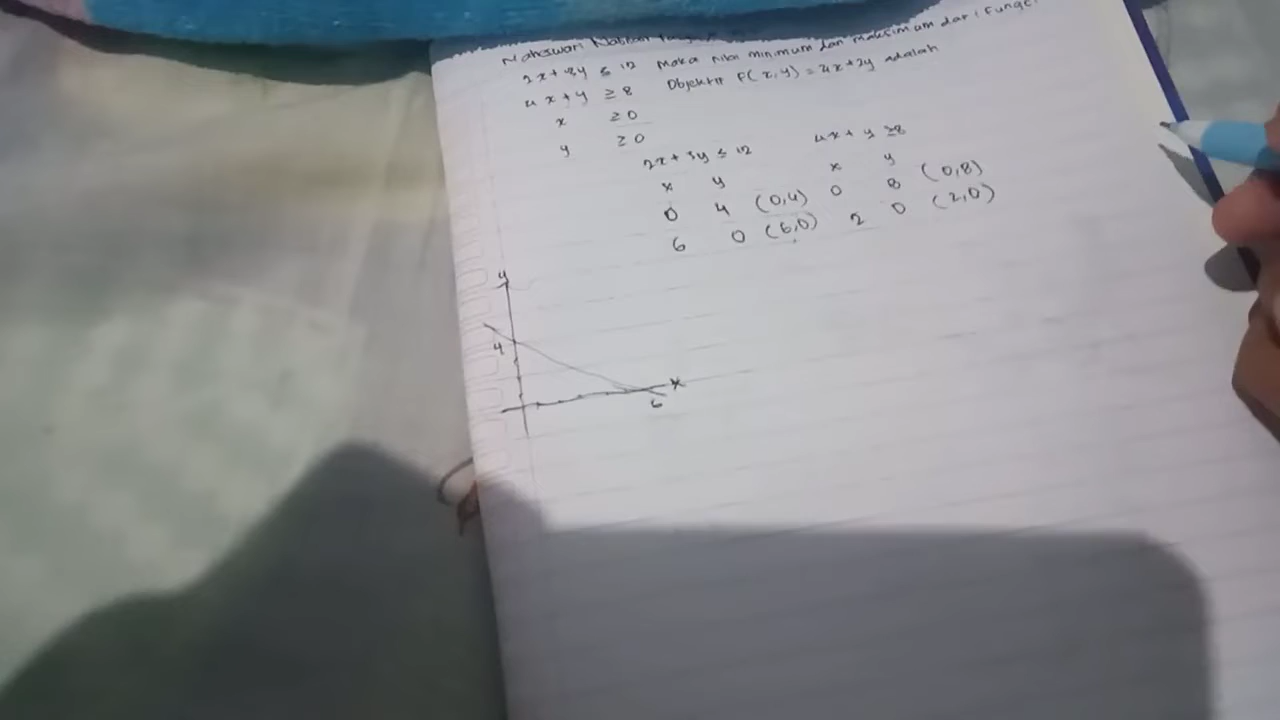 Maheswari
2x + 3y ≤ 12 Maka nilai minimum dan maksimum dari fungsi
4x + y ≥ 8 Objektif F(x,y) = 4x+2y adalah
x ≥ 0
y ≥ 0
2x + 3y ≤ 12 4x + y ≥8
x y x y
0 4 (0,4) 0 8 (0,8)
6 0 (6,0) 2 0 (2,0)
y
4
x
6